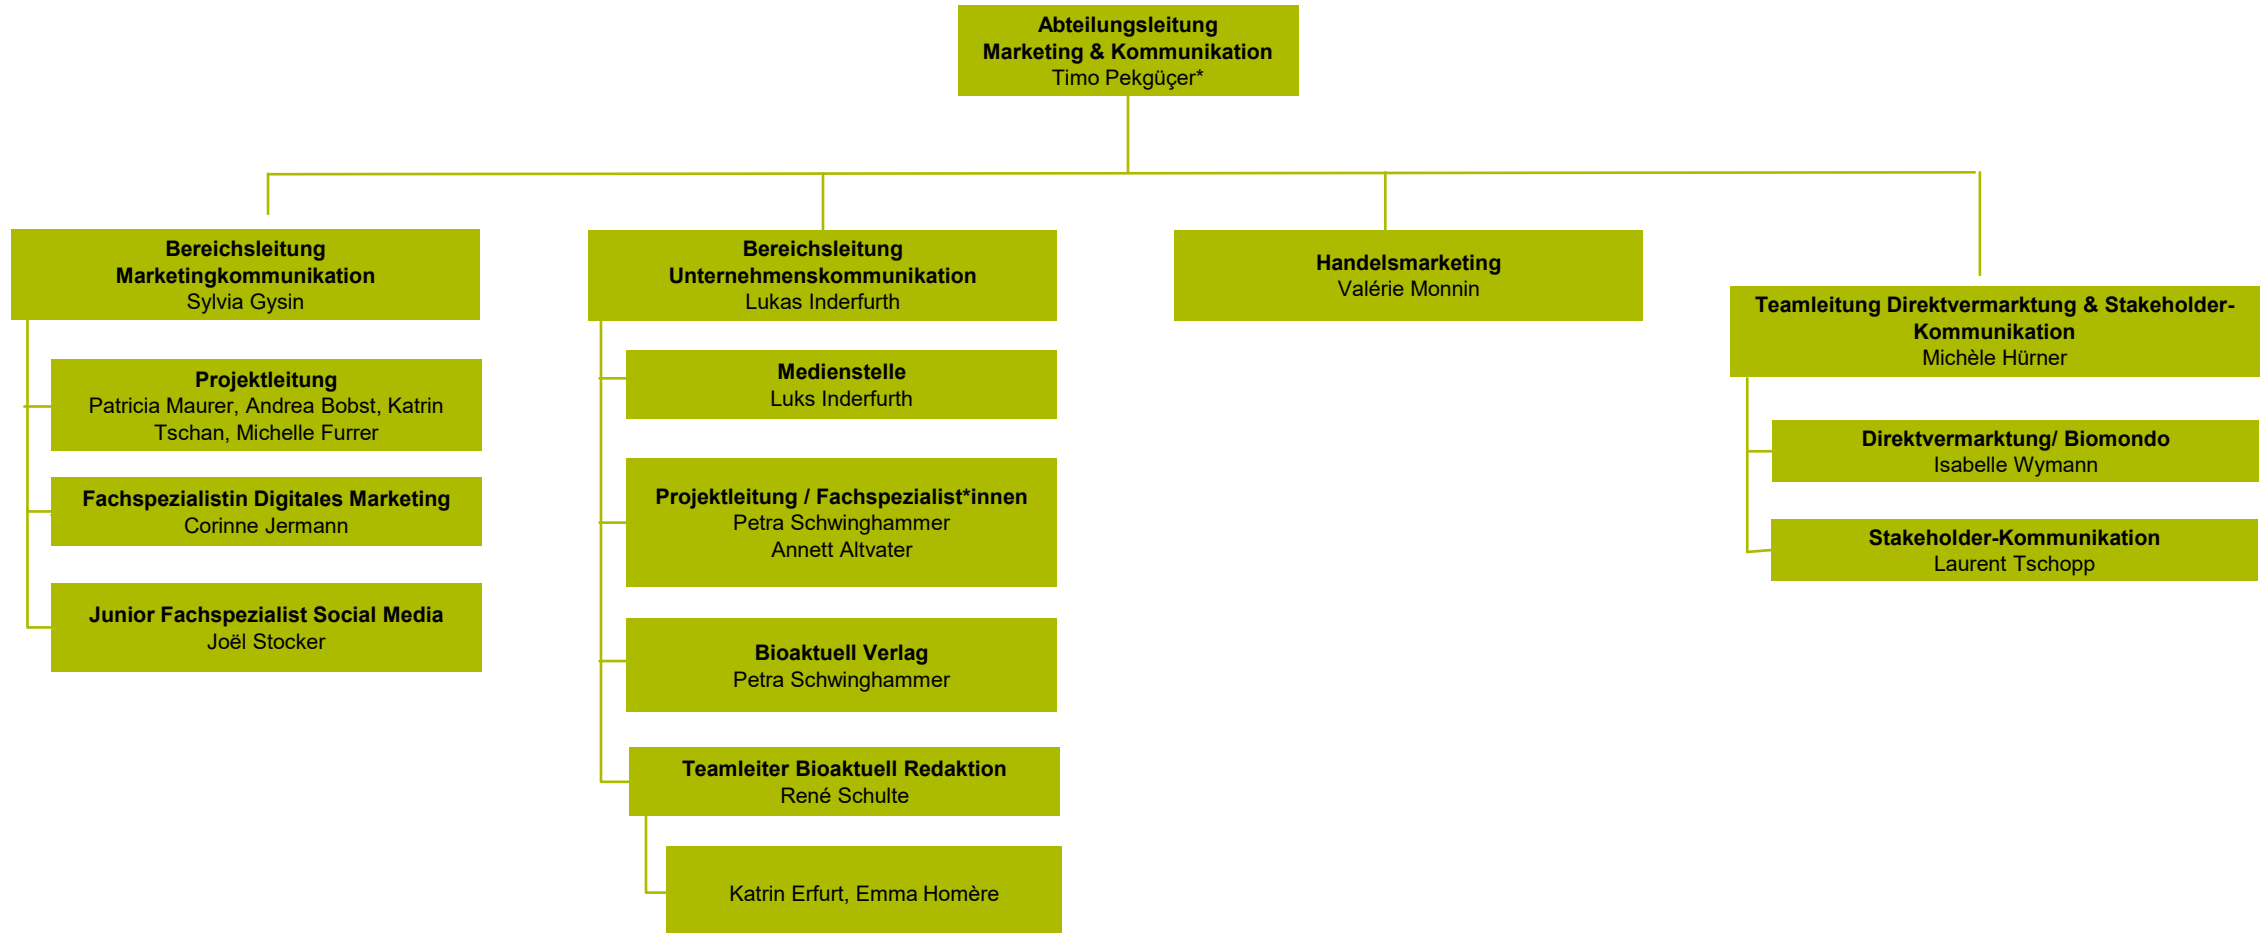 Abteilungsleitung
Marketing & Kommunikation
Timo Pekgüçer*
Bereichsleitung
Marketingkommunikation
Sylvia Gysin
Projektleitung
Patricia Maurer, Andrea Bobst, Katrin
Tschan, Michelle Furrer
Fachspezialistin Digitales Marketing
Corinne Jermann
Junior Fachspezialist Social Media
Joël Stocker
Bereichsleitung
Unternehmenskommunikation
Lukas Inderfurth
Medienstelle
Luks Inderfurth
Projektleitung / Fachspezialist*innen
Petra Schwinghammer
Annett Altvater
Bioaktuell Verlag
Petra Schwinghammer
Teamleiter Bioaktuell Redaktion
René Schulte
Katrin Erfurt, Emma Homère
Handelsmarketing
Valérie Monnin
Teamleitung Direktvermarktung & Stakeholder-
Kommunikation
Michèle Hürner
Direktvermarktung/ Biomondo
Isabelle Wymann
Stakeholder-Kommunikation
Laurent Tschopp